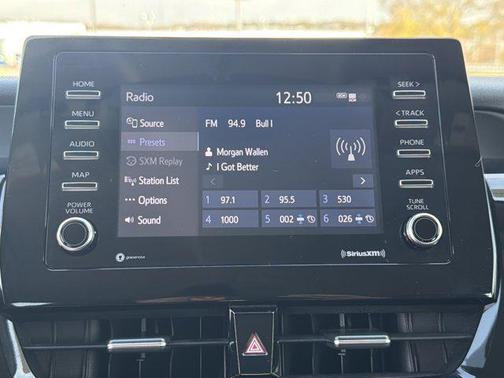 HOME
MENU
AUDIO
MAP
POWER
VOLUME
Radio
12:50
Source
Presets
SXM Replay
Station List
Options
Sound
FM 94.9 Bull I
Morgan Wallen
I Got Better
< >
1 97.1 2 95.5 3 530
4 1000 5 002 6 026
SEEK >
< TRACK
PHONE
APPS
TUNE
SCROLL
gracenote
SiriusXM